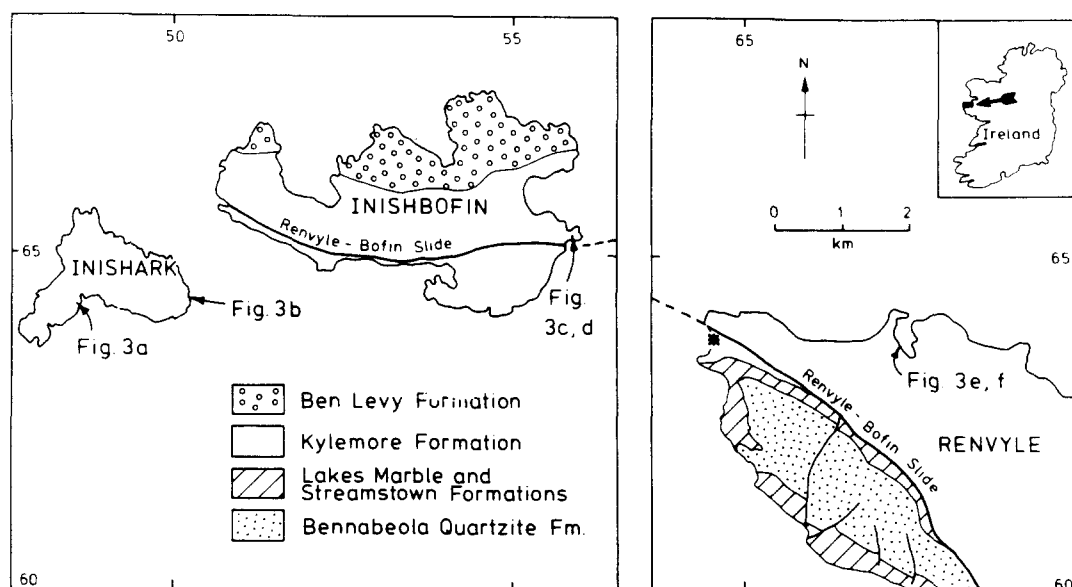 50
55
INISHBOFIN
Renvyle - Bofin Slide
65
INISHARK
Fig. 3b
Fig. 3a
Fig.
3c, d
Ben Levy Formation
Kylemore Formation
Lakes Marble and
Streamstown Formations
Bennabeola Quartzite Fm.
60
65
N
Ireland
0 1 2
km
65
Fig. 3e, f
Renvyle - Bofin Slide
RENVYLE
60